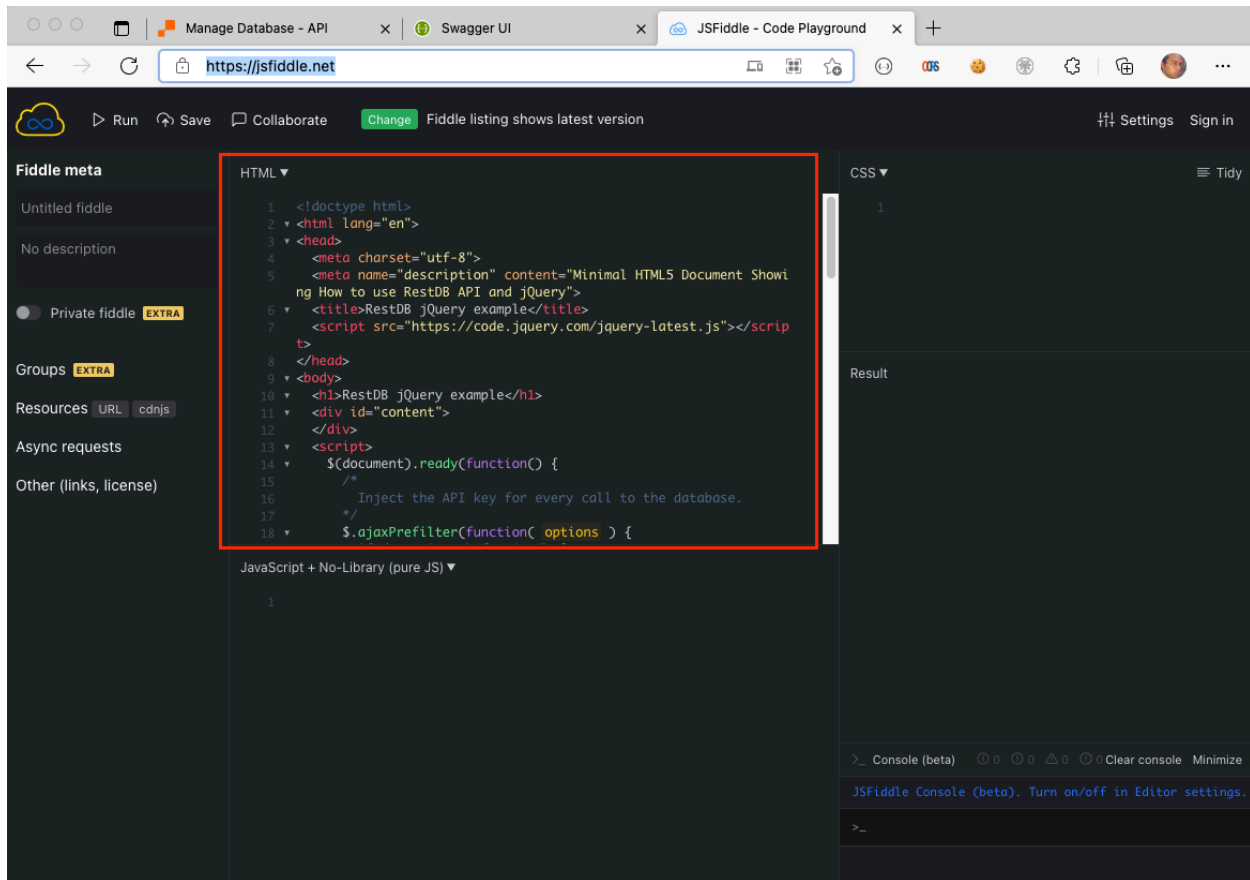 Manage Database - API
Swagger UI
JSFiddle - Code Playground
https://jsfiddle.net
Run
Save
Collaborate
Change
Fiddle listing shows latest version
Settings
Sign in
Fiddle meta
Untitled fiddle
No description
Private fiddle EXTRA
Groups EXTRA
Resources URL cdnjs
Async requests
Other (links, license)
HTML
1 <!doctype html>
2 <html lang="en">
3 <head>
4 <meta charset="utf-8">
5 <meta name="description" content="Minimal HTML5 Document Showi
ng How to use RestDB API and jQuery">
6 <title>RestDB jQuery example</title>
7 <script src="https://code.jquery.com/jquery-latest.js"></scrip
t>
8 </head>
9 <body>
10 <h1>RestDB jQuery example</h1>
11 <div id="content">
12 </div>
13 <script>
14 $(document).ready(function() {
15 /*
16 Inject the API key for every call to the database.
17 */
18 $.ajaxPrefilter(function( options ) {
JavaScript + No-Library (pure JS)
1
CSS
Tidy
1
Result
>_ Console (beta) 0 0 0 0 Clear console Minimize
JSFiddle Console (beta). Turn on/off in Editor settings.
>_